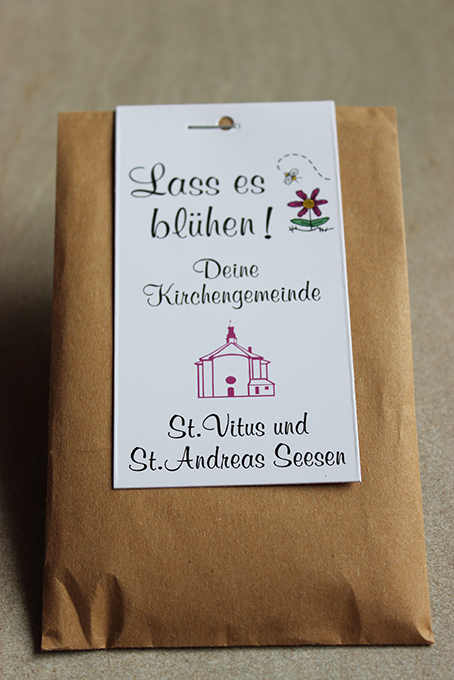 Lass es
blühen!
Deine
Kirchengemeinde
St.Vitus und
St.Andreas Seesen